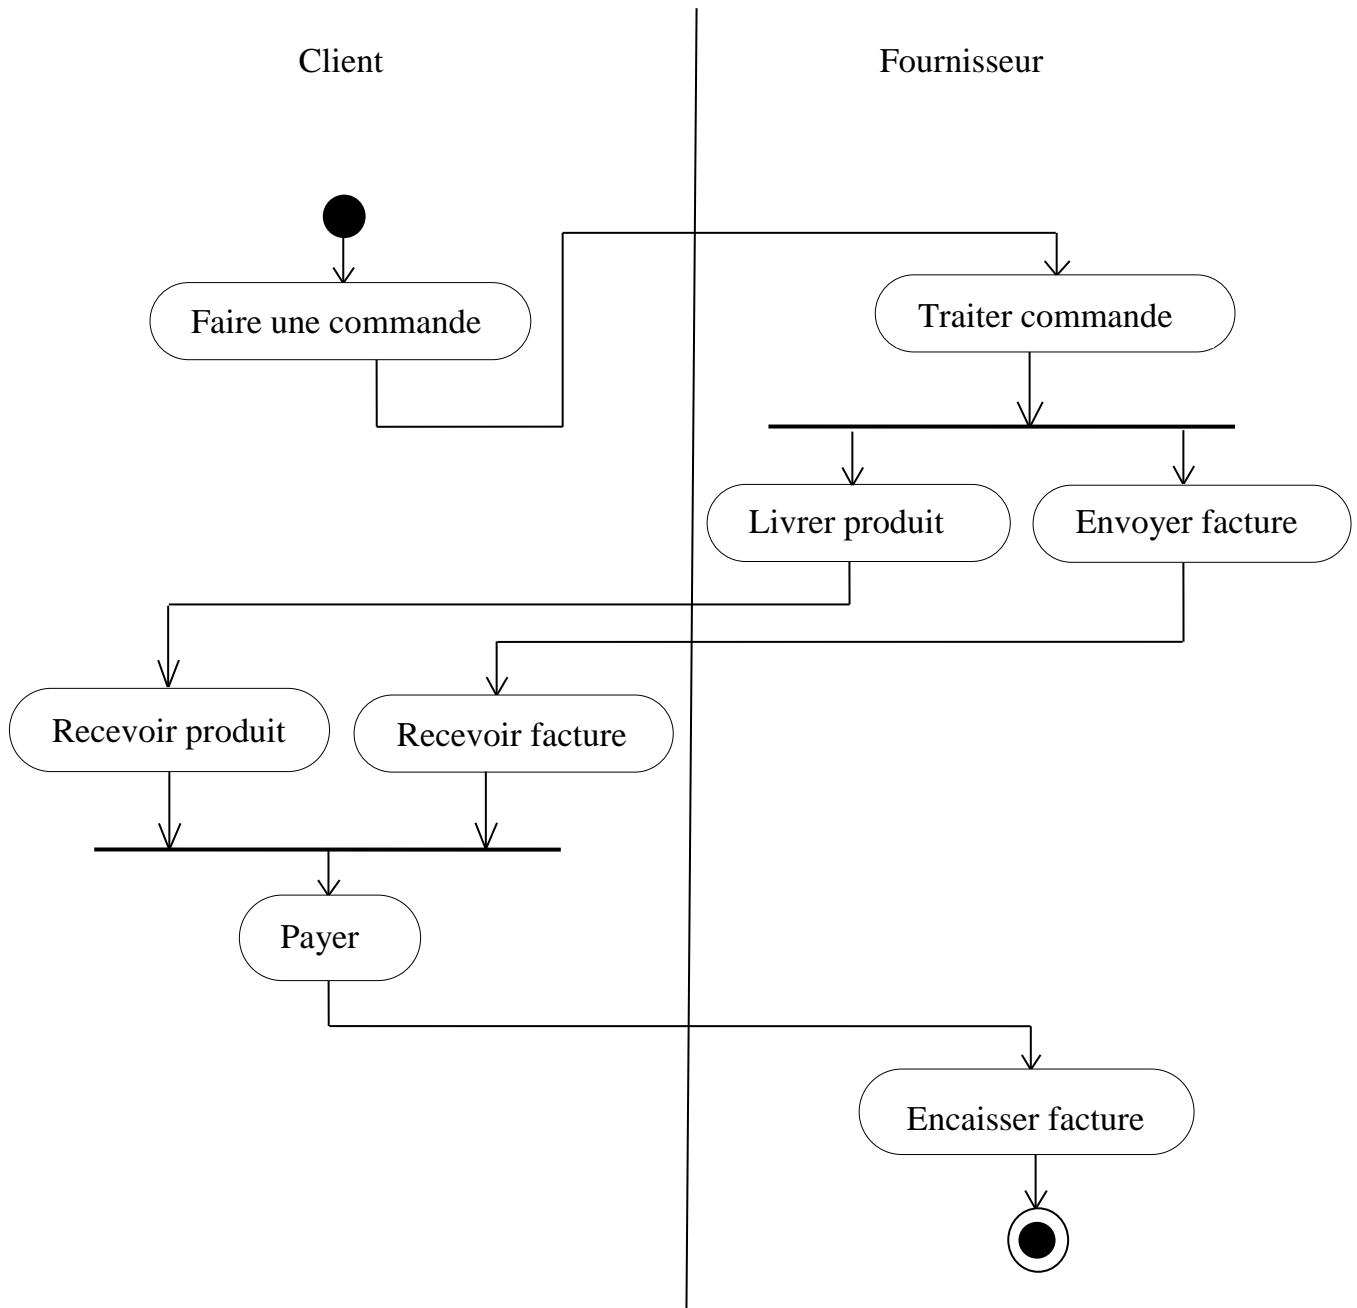 Client
Fournisseur
Faire une commande
Traiter commande
Livrer produit
Envoyer facture
Recevoir produit
Recevoir facture
Payer
Encaisser facture